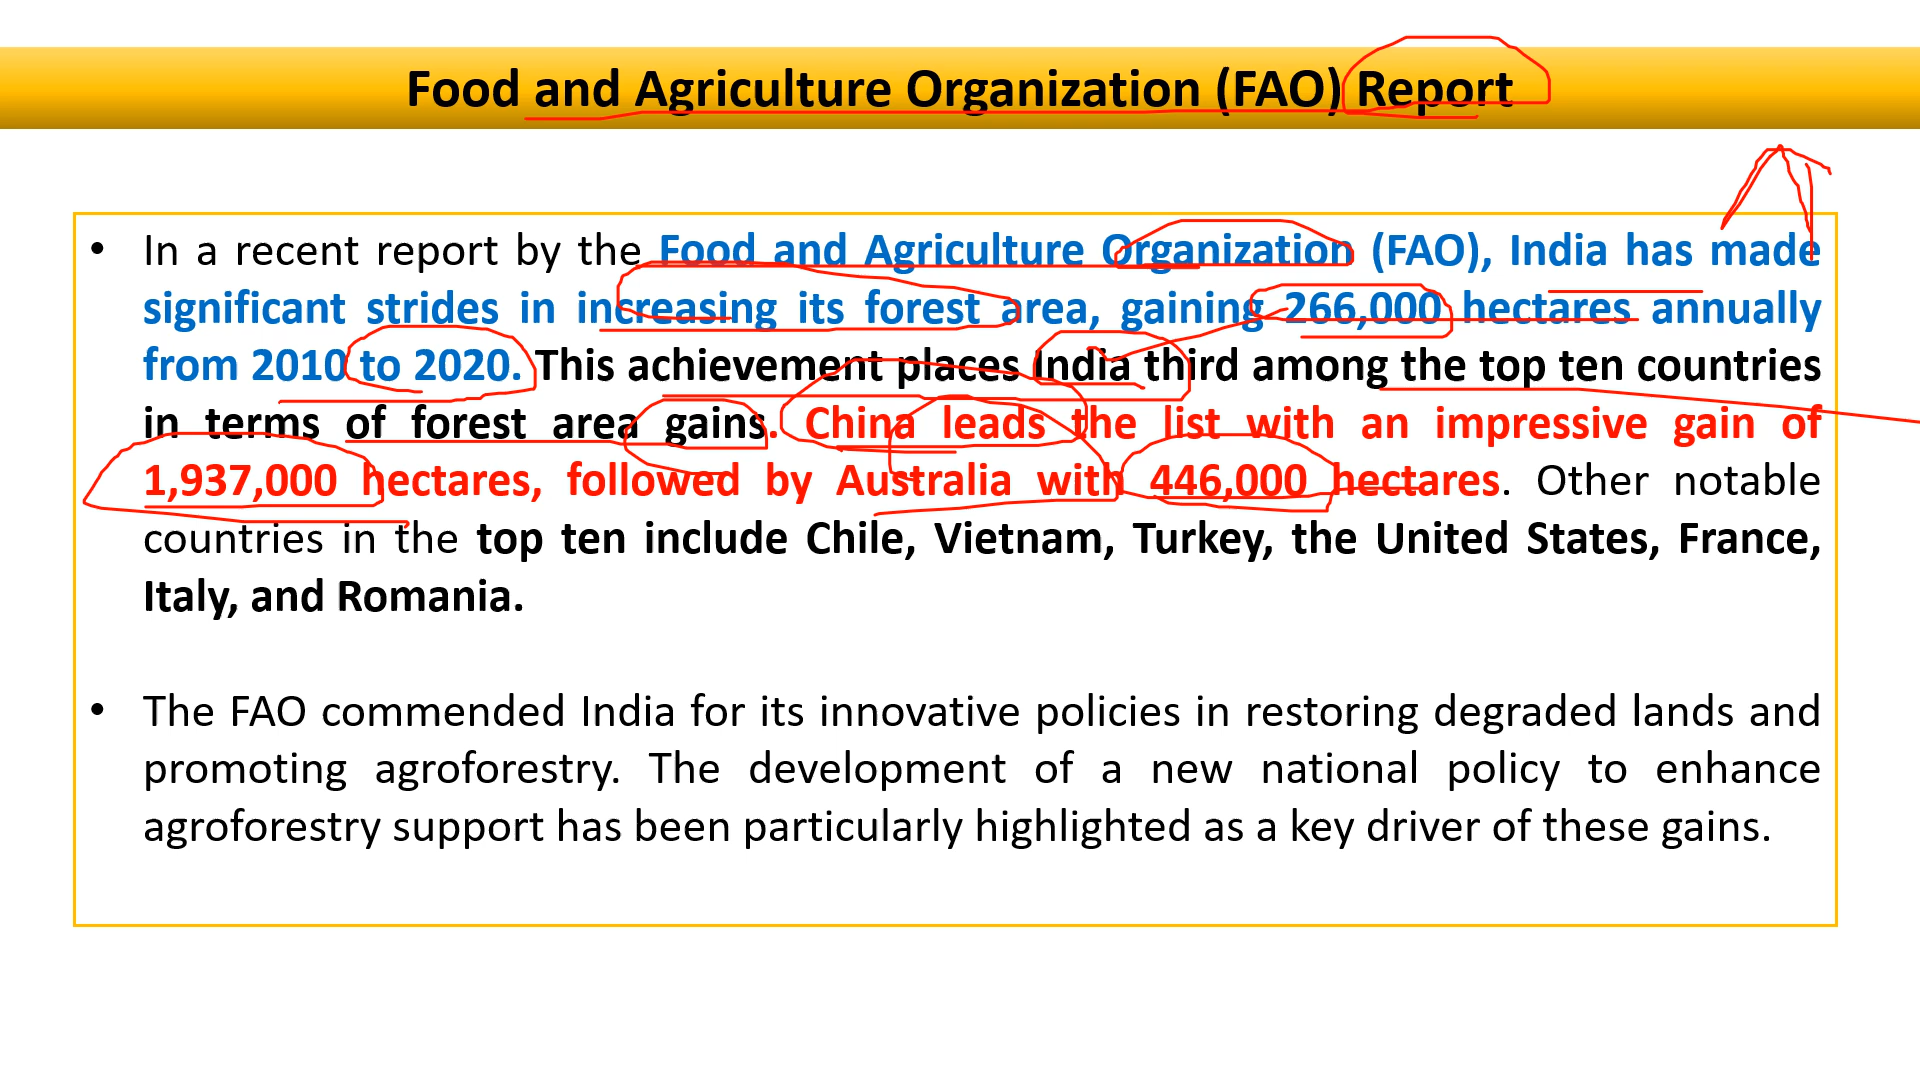 Food and Agriculture Organization (FAO) Report
• In a recent report by the Food and Agriculture Organization (FAO), India has made
significant strides in increasing its forest area, gaining 266,000 hectares annually
from 2010 to 2020. This achievement places India third among the top ten countries
in terms of forest area gains. China leads the list with an impressive gain of
1,937,000 hectares, followed by Australia with 446,000 hectares. Other notable
countries in the top ten include Chile, Vietnam, Turkey, the United States, France,
Italy, and Romania.
• The FAO commended India for its innovative policies in restoring degraded lands and
promoting agroforestry. The development of a new national policy to enhance
agroforestry support has been particularly highlighted as a key driver of these gains.